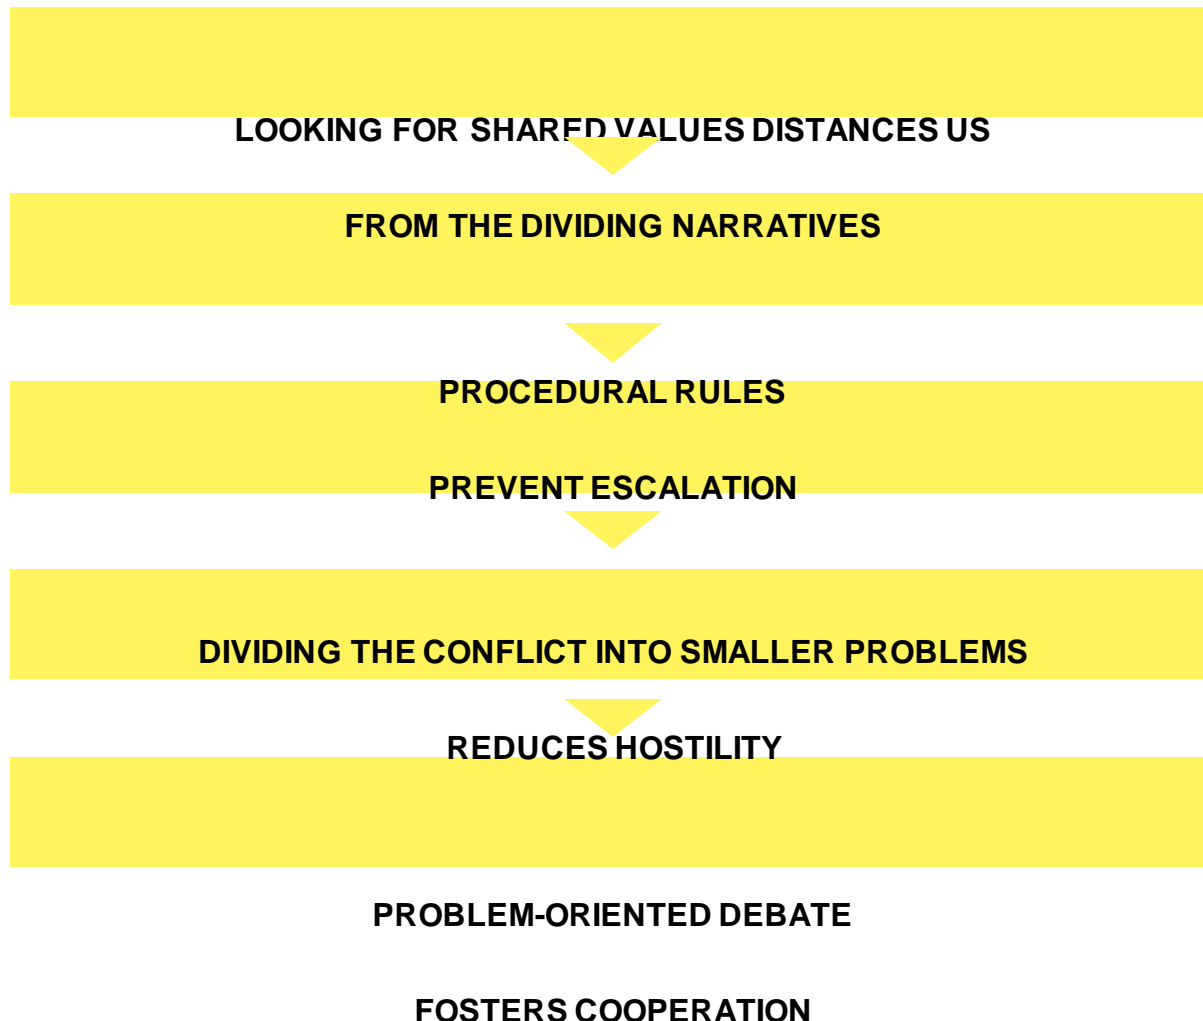 LOOKING FOR SHARED VALUES DISTANCES US
FROM THE DIVIDING NARRATIVES
PROCEDURAL RULES
PREVENT ESCALATION
DIVIDING THE CONFLICT INTO SMALLER PROBLEMS
REDUCES HOSTILITY
PROBLEM-ORIENTED DEBATE
FOSTERS COOPERATION